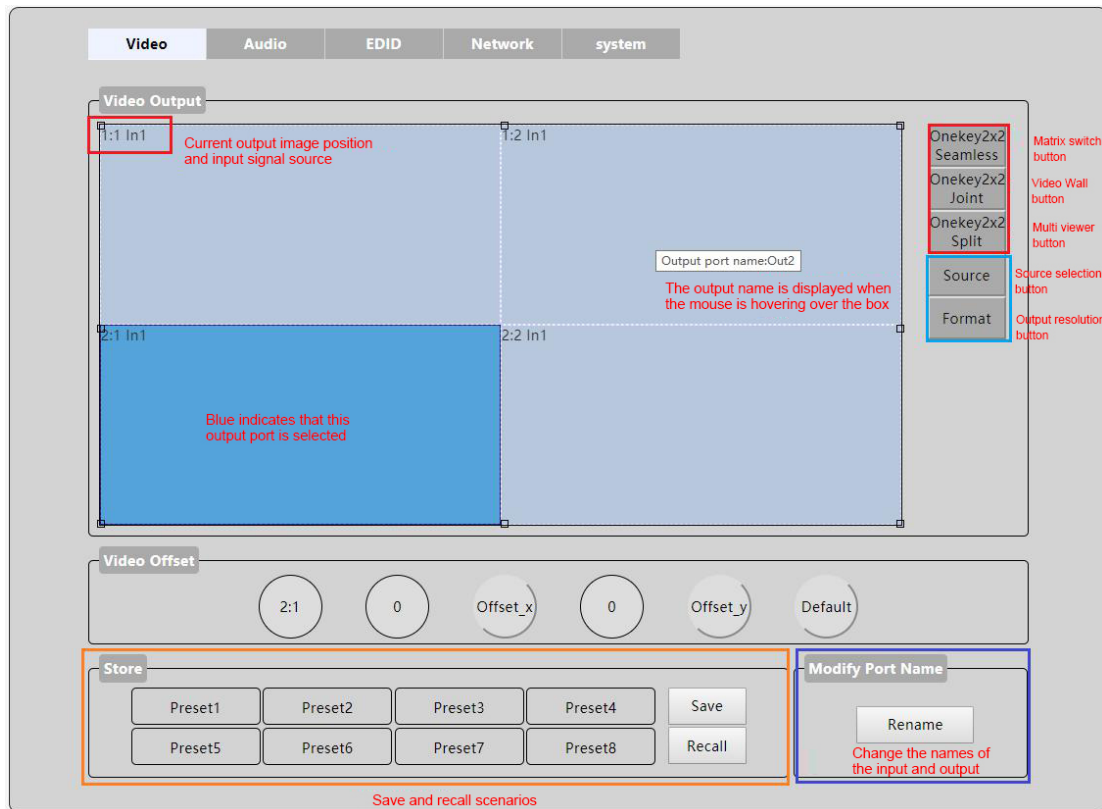 Video Audio EDID Network system
Video Output
1:1 In1
Current output image position
and input signal source
1:2 In1
Onekey2x2
Seamless
Matrix switch
button
Onekey2x2
Joint
Video Wall
button
Onekey2x2
Split
Multi viewer
button
Output port name:Out2
The output name is displayed when
the mouse is hovering over the box
Source
Source selection
button
Format
Output resolution
button
2:1 In1
2:2 In1
Blue indicates that this
output port is selected
Video Offset
2:1 0 Offset_x 0 Offset_y Default
Store
Preset1 Preset2 Preset3 Preset4 Save
Preset5 Preset6 Preset7 Preset8 Recall
Save and recall scenarios
Modify Port Name
Rename
Change the names of
the input and output